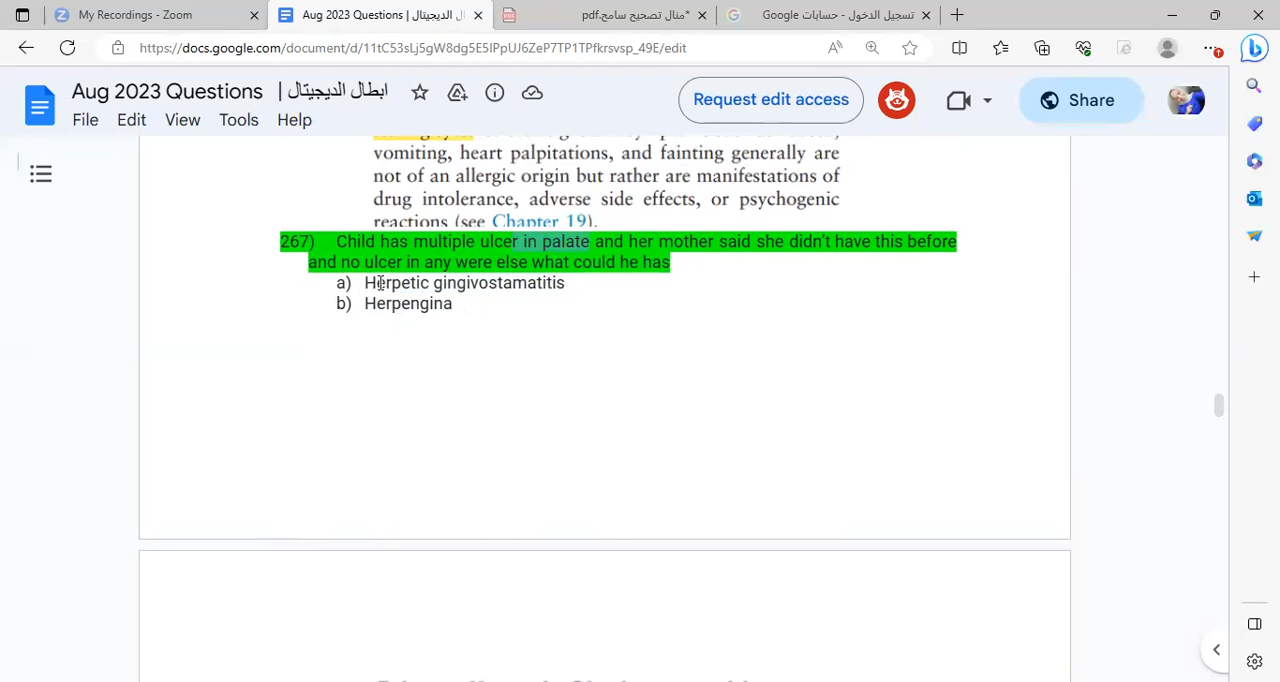 My Recordings - Zoom
Aug 2023 Questions | ابطال الديجيتال
منال تصحيح سامح.pdf*
تسجيل الدخول - حسابات Google
https://docs.google.com/document/d/11tC53sLj5gW8dg5E5IPpUJ6ZeP7TP1TPfkrsvsp_49E/edit
Aug 2023 Questions | ابطال الديجيتال
Request edit access
Share
File Edit View Tools Help
vomiting, heart palpitations, and fainting generally are
not of an allergic origin but rather are manifestations of
drug intolerance, adverse side effects, or psychogenic
reactions (see Chapter 19).
267) Child has multiple ulcer in palate and her mother said she didn't have this before
and no ulcer in any were else what could he has
a) Herpetic gingivostamatitis
b) Herpengina